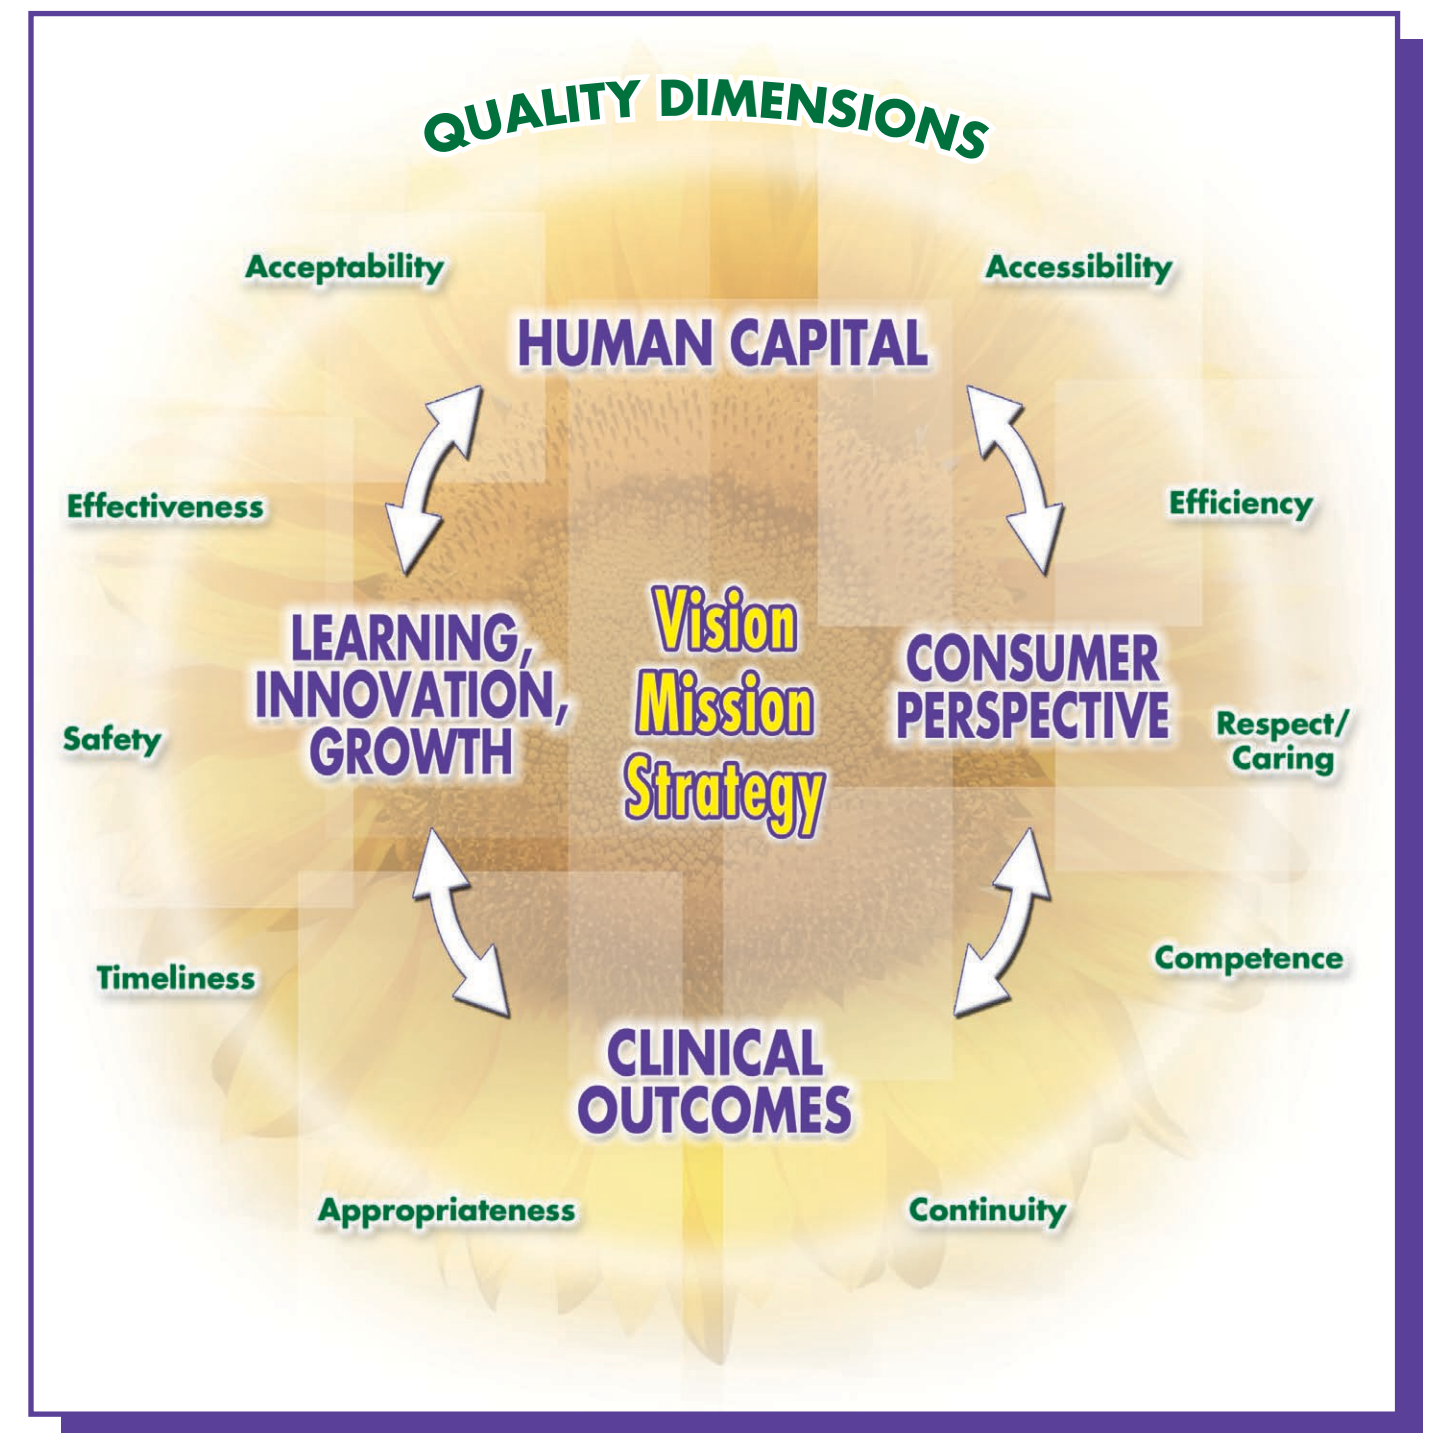 QUALITY DIMENSIONS
Acceptability
Accessibility
HUMAN CAPITAL
Effectiveness
Efficiency
LEARNING,
INNOVATION,
GROWTH
Vision
Mission
Strategy
CONSUMER
PERSPECTIVE
Safety
Respect/
Caring
Timeliness
Competence
CLINICAL
OUTCOMES
Appropriateness
Continuity